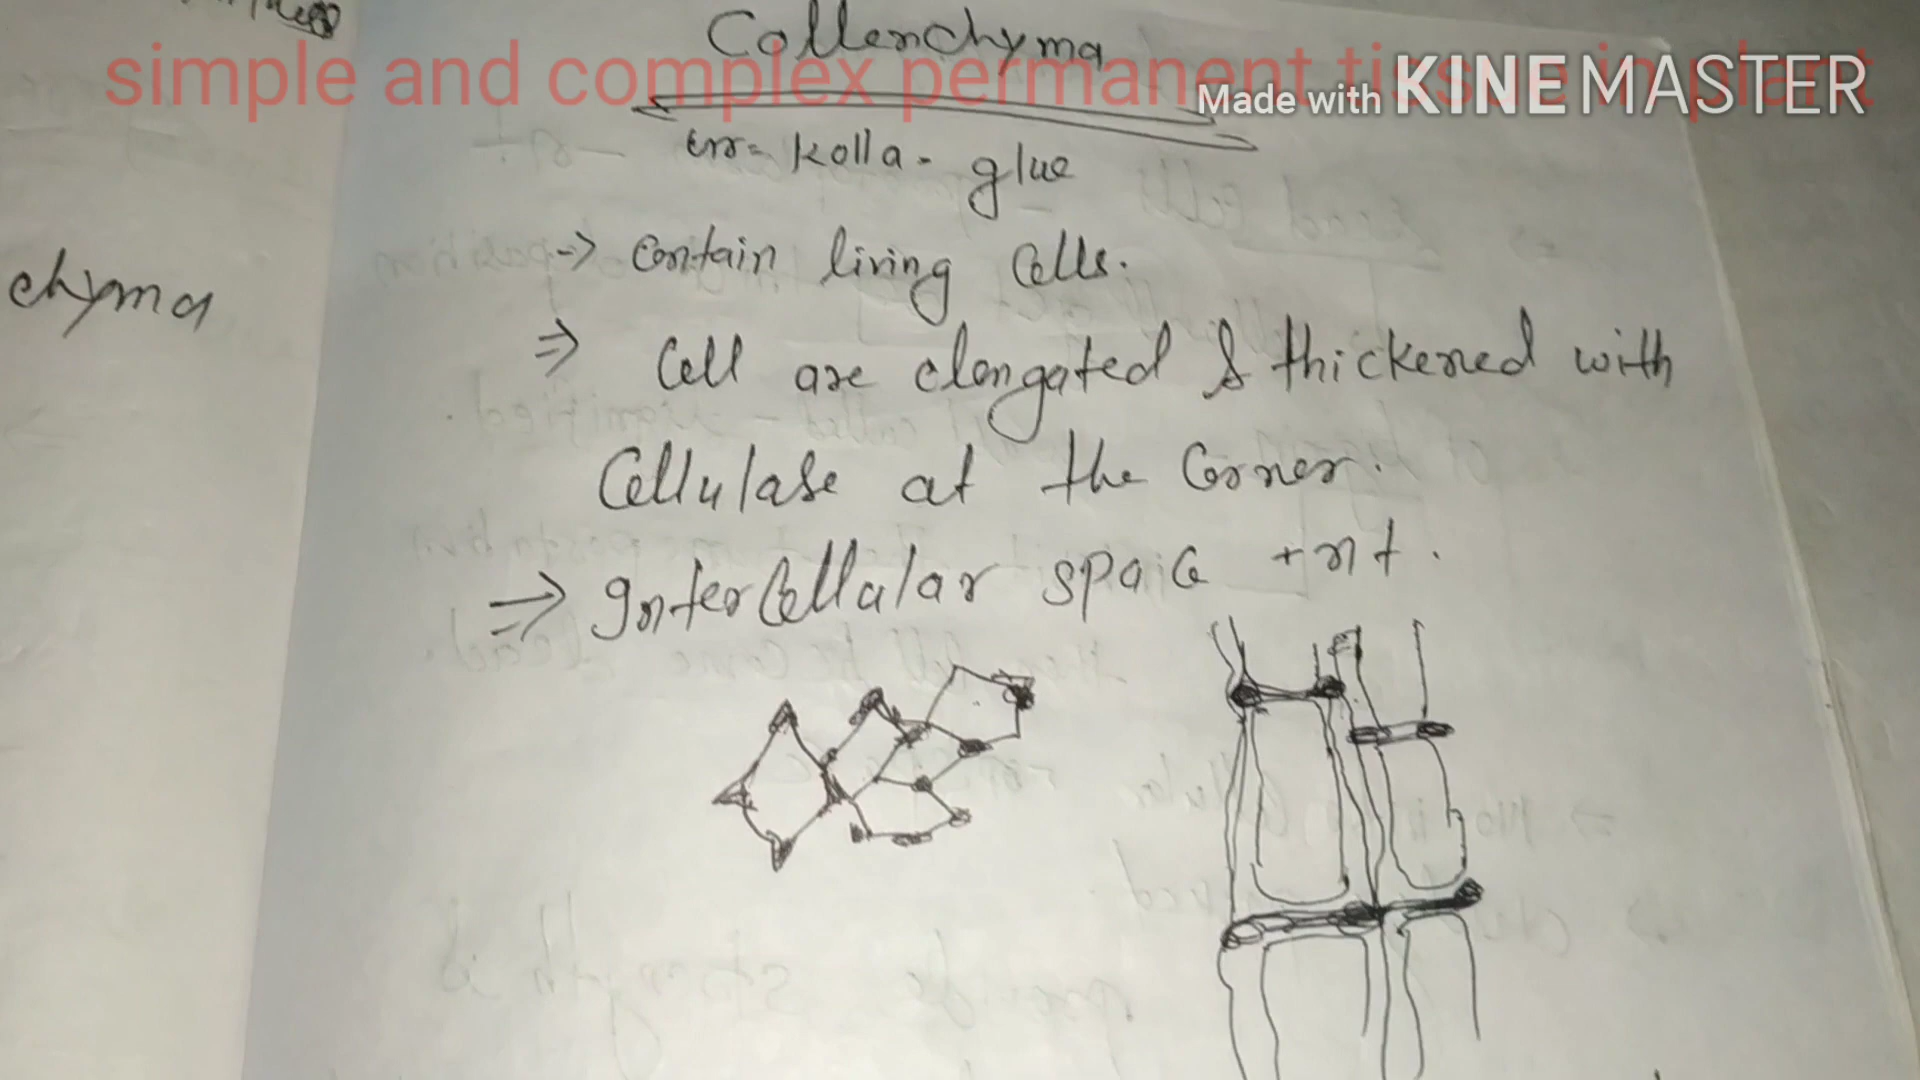 Collenchyma
simple and complex permanent tissue in plant
Made with KINEMASTER
Kolla - glue
-> Contain living Cells.
=> Cell are elongated & thickened with
Cellulase at the Corner.
=> Intercellular space +nt.
chyma